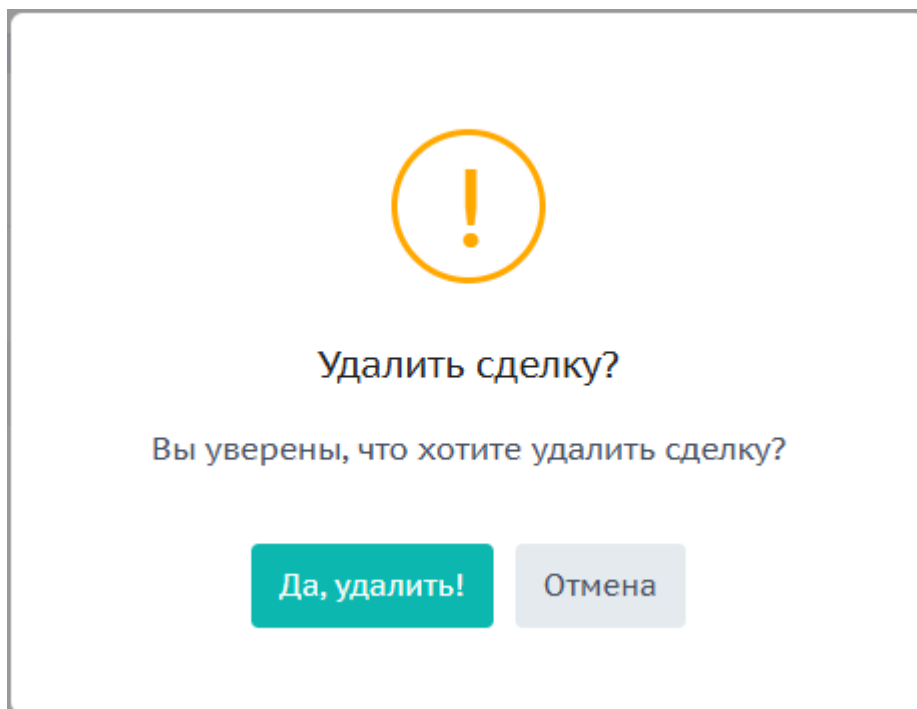 !
Удалить сделку?
Вы уверены, что хотите удалить сделку?
Да, удалить!
Отмена